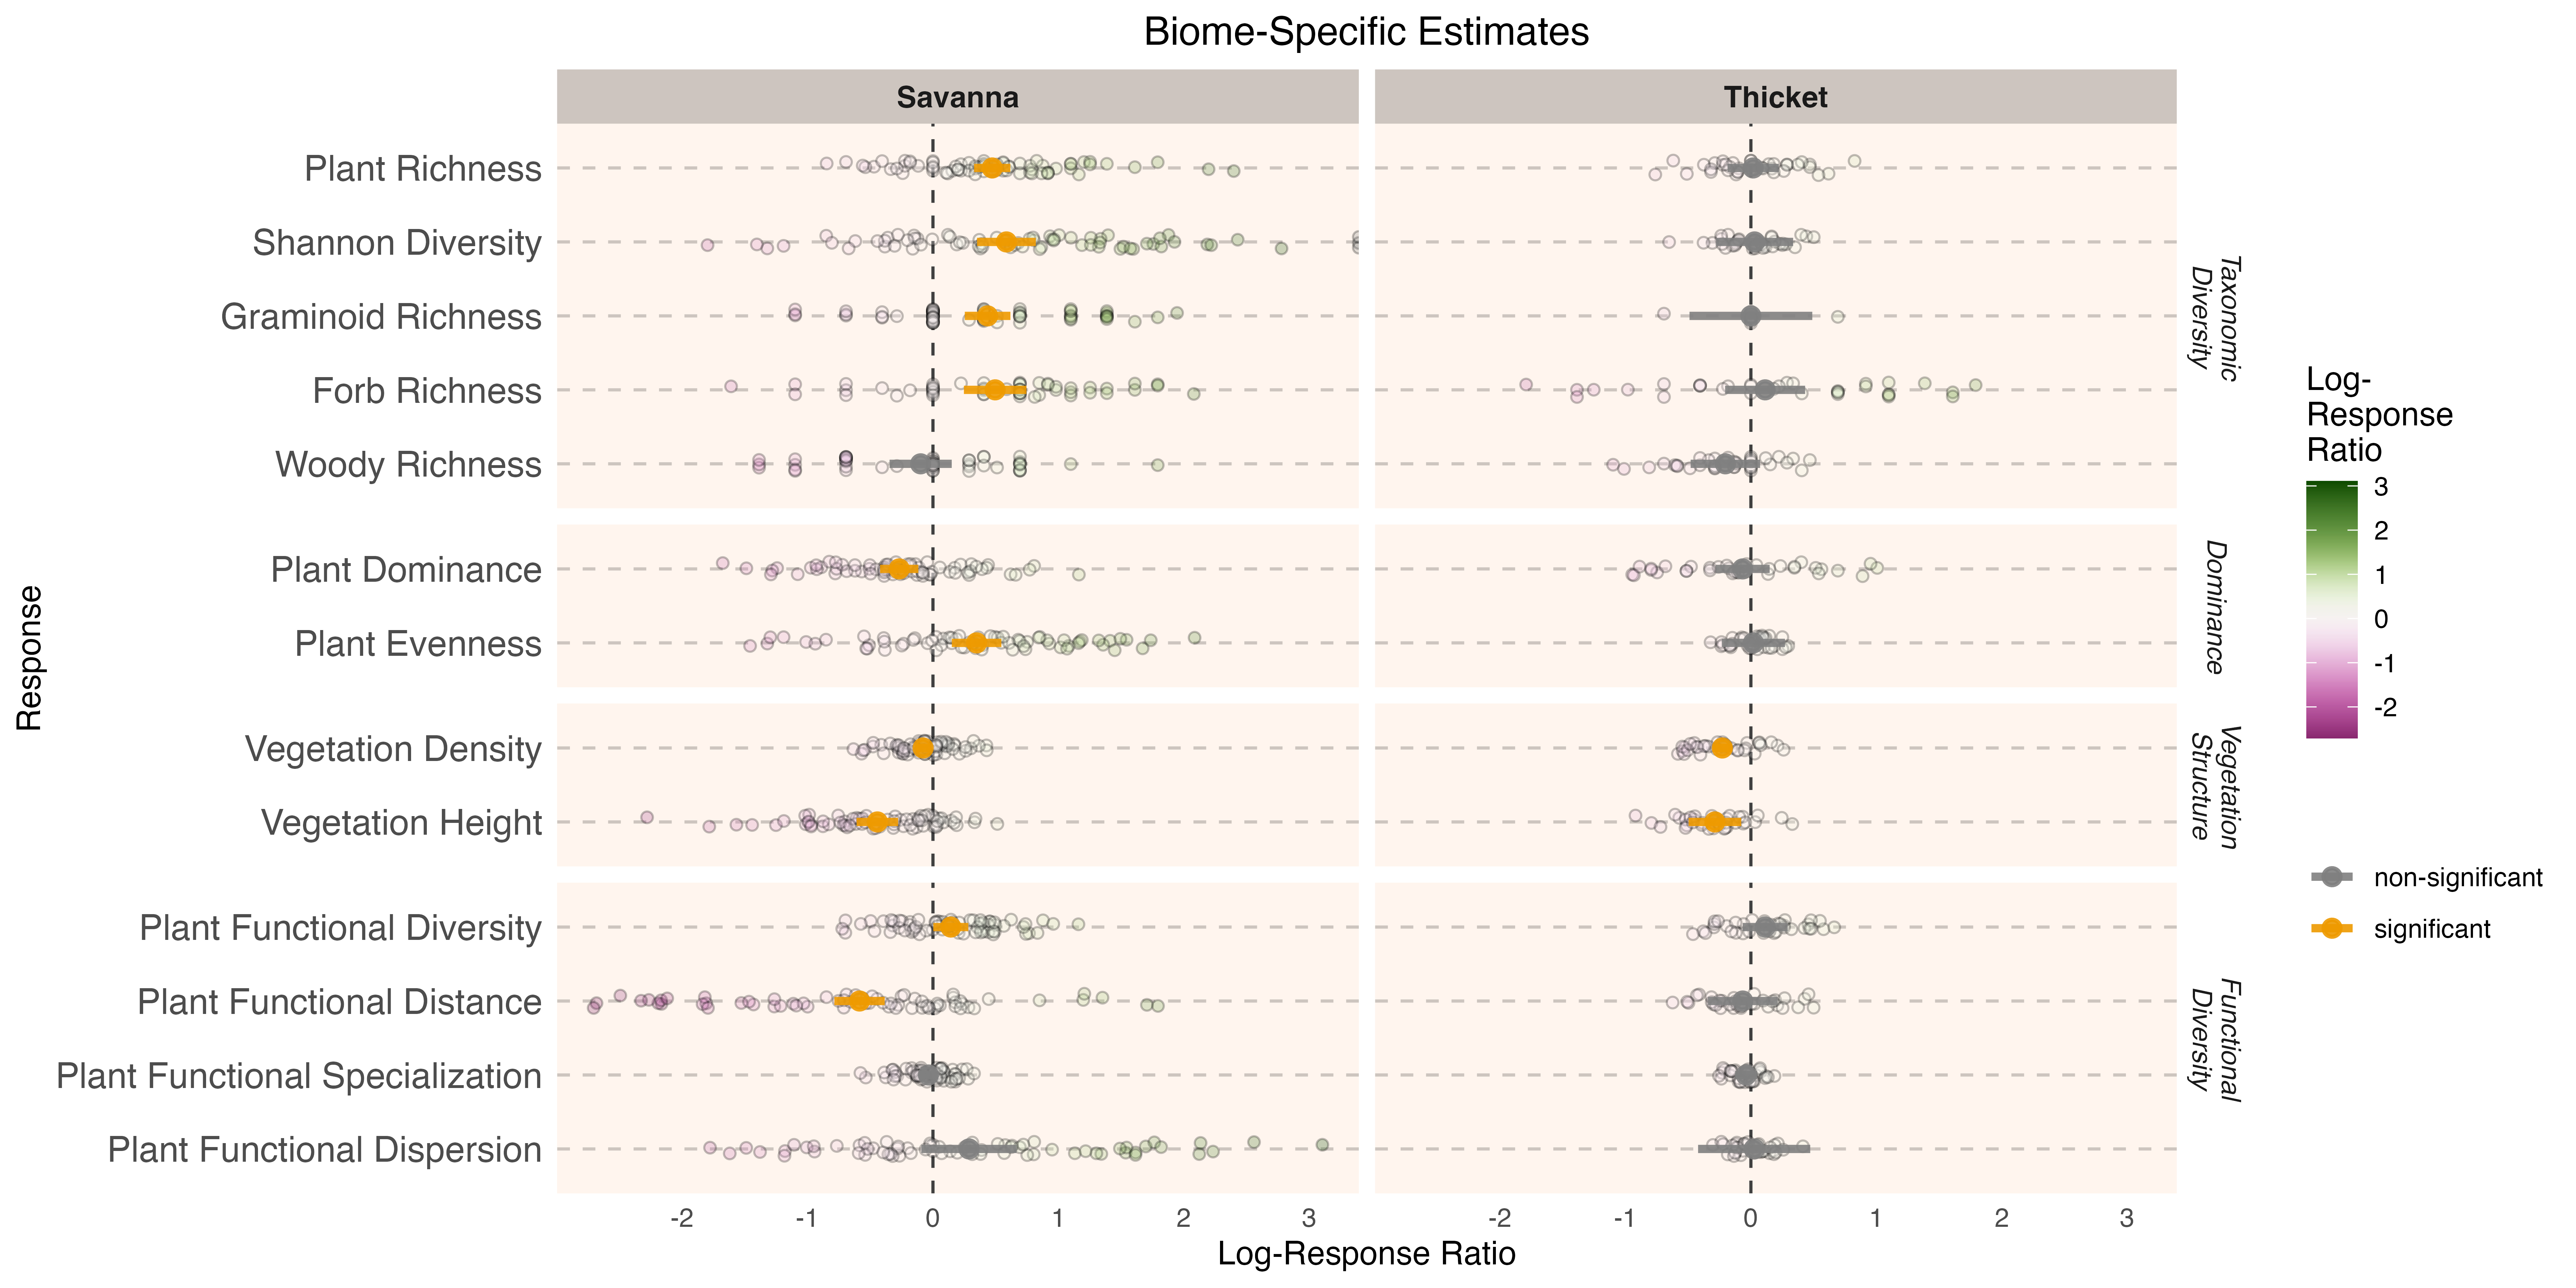 Biome-Specific Estimates
Savanna
Thicket
Response
Plant Richness
Shannon Diversity
Graminoid Richness
Forb Richness
Woody Richness
Taxonomic
Diversity
Plant Dominance
Plant Evenness
Dominance
Vegetation Density
Vegetation Height
Vegetation
Structure
Plant Functional Diversity
Plant Functional Distance
Plant Functional Specialization
Plant Functional Dispersion
Functional
Diversity
-2 -1 0 1 2 3
-2 -1 0 1 2 3
Log-Response Ratio
Log-
Response
Ratio
3
2
1
0
-1
-2
non-significant
significant